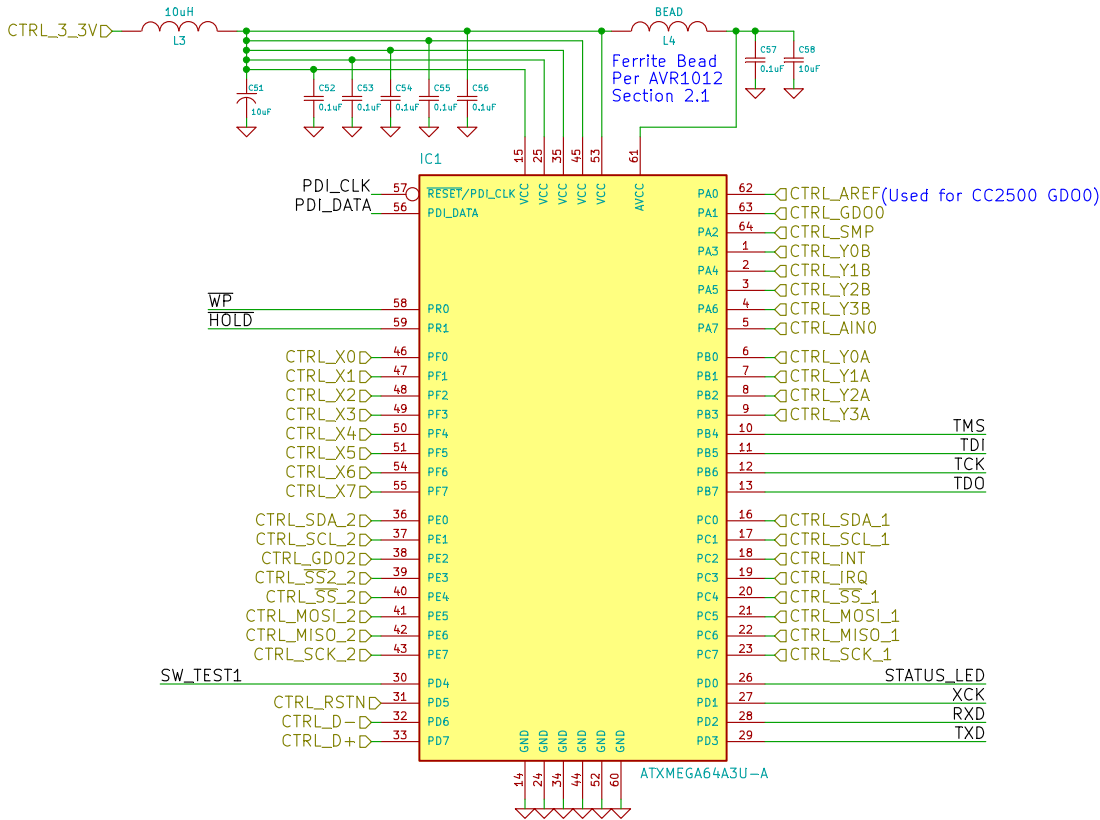 CTRL_3_3V
10uH
L3
BEAD
L4
C57
0.1uF
C58
10uF
Ferrite Bead
Per AVR1012
Section 2.1
C51
10uF
C52
0.1uF
C53
0.1uF
C54
0.1uF
C55
0.1uF
C56
0.1uF
IC1
15 25 35 45 53 61
VCC VCC VCC VCC VCC AVCC
PDI_CLK 57 RESET/PDI_CLK
PDI_DATA 56 PDI_DATA
WP 58 PR0
HOLD 59 PR1
CTRL_X0 46 PF0
CTRL_X1 47 PF1
CTRL_X2 48 PF2
CTRL_X3 49 PF3
CTRL_X4 50 PF4
CTRL_X5 51 PF5
CTRL_X6 54 PF6
CTRL_X7 55 PF7
CTRL_SDA_2 36 PE0
CTRL_SCL_2 37 PE1
CTRL_GDO2 38 PE2
CTRL_SS2_2 39 PE3
CTRL_SS_2 40 PE4
CTRL_MOSI_2 41 PE5
CTRL_MISO_2 42 PE6
CTRL_SCK_2 43 PE7
SW_TEST1 30 PD4
CTRL_RSTN 31 PD5
CTRL_D- 32 PD6
CTRL_D+ 33 PD7
PA0 62 CTRL_AREF (Used for CC2500 GDO0)
PA1 63 CTRL_GDO0
PA2 64 CTRL_SMP
PA3 1 CTRL_Y0B
PA4 2 CTRL_Y1B
PA5 3 CTRL_Y2B
PA6 4 CTRL_Y3B
PA7 5 CTRL_AIN0
PB0 6 CTRL_Y0A
PB1 7 CTRL_Y1A
PB2 8 CTRL_Y2A
PB3 9 CTRL_Y3A
PB4 10 TMS
PB5 11 TDI
PB6 12 TCK
PB7 13 TDO
PC0 16 CTRL_SDA_1
PC1 17 CTRL_SCL_1
PC2 18 CTRL_INT
PC3 19 CTRL_IRQ
PC4 20 CTRL_SS_1
PC5 21 CTRL_MOSI_1
PC6 22 CTRL_MISO_1
PC7 23 CTRL_SCK_1
PD0 26 STATUS_LED
PD1 27 XCK
PD2 28 RXD
PD3 29 TXD
GND GND GND GND GND GND
14 24 34 44 52 60
ATXMEGA64A3U-A